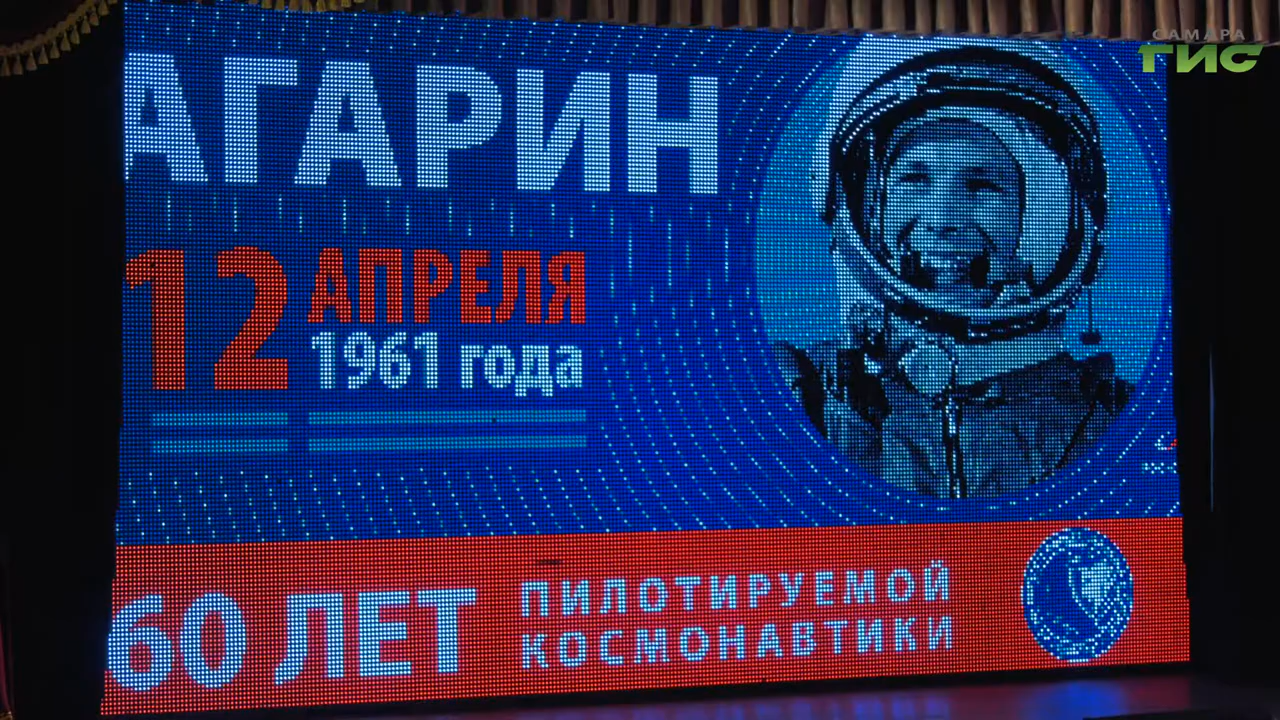 САМАРА
ГИС
АГАРИН
12 АПРЕЛЯ
1961 года
60 ЛЕТ
ПИЛОТИРУЕМОЙ
КОСМОНАВТИКИ